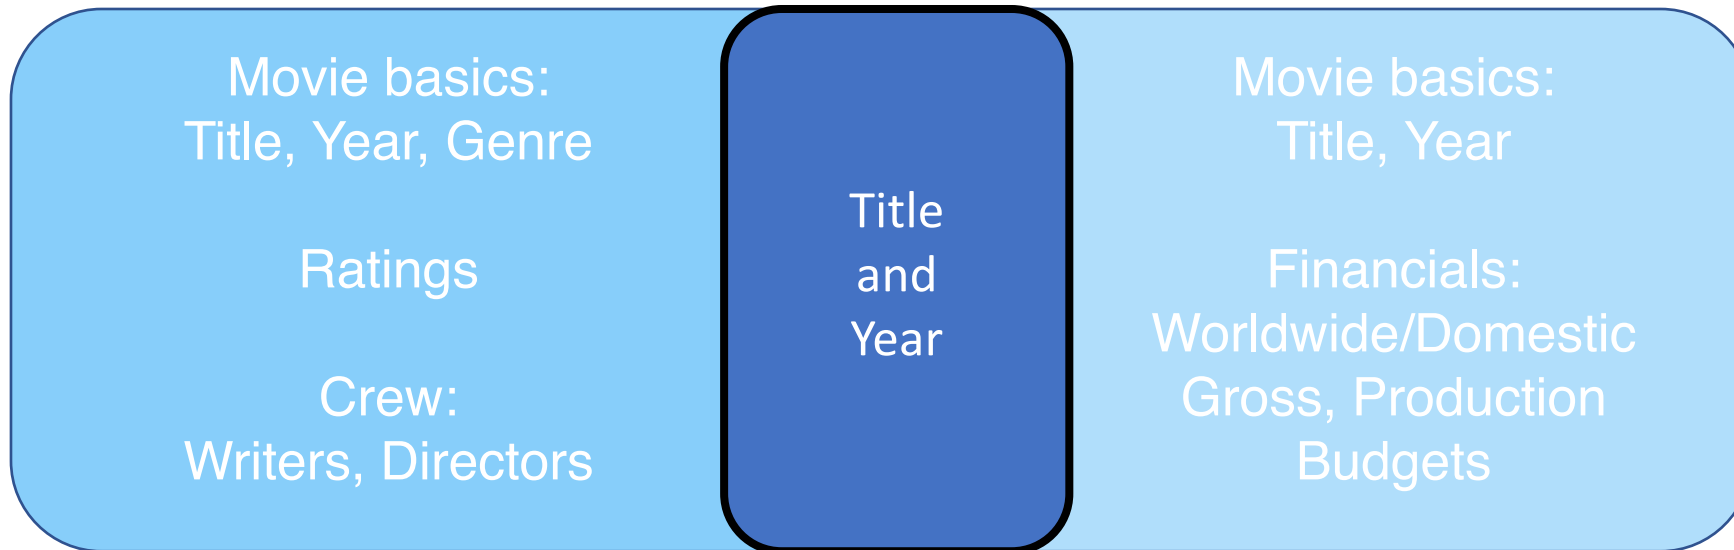 Movie basics:
Title, Year, Genre
Ratings
Crew:
Writers, Directors
Title
and
Year
Movie basics:
Title, Year
Financials:
Worldwide/Domestic
Gross, Production
Budgets